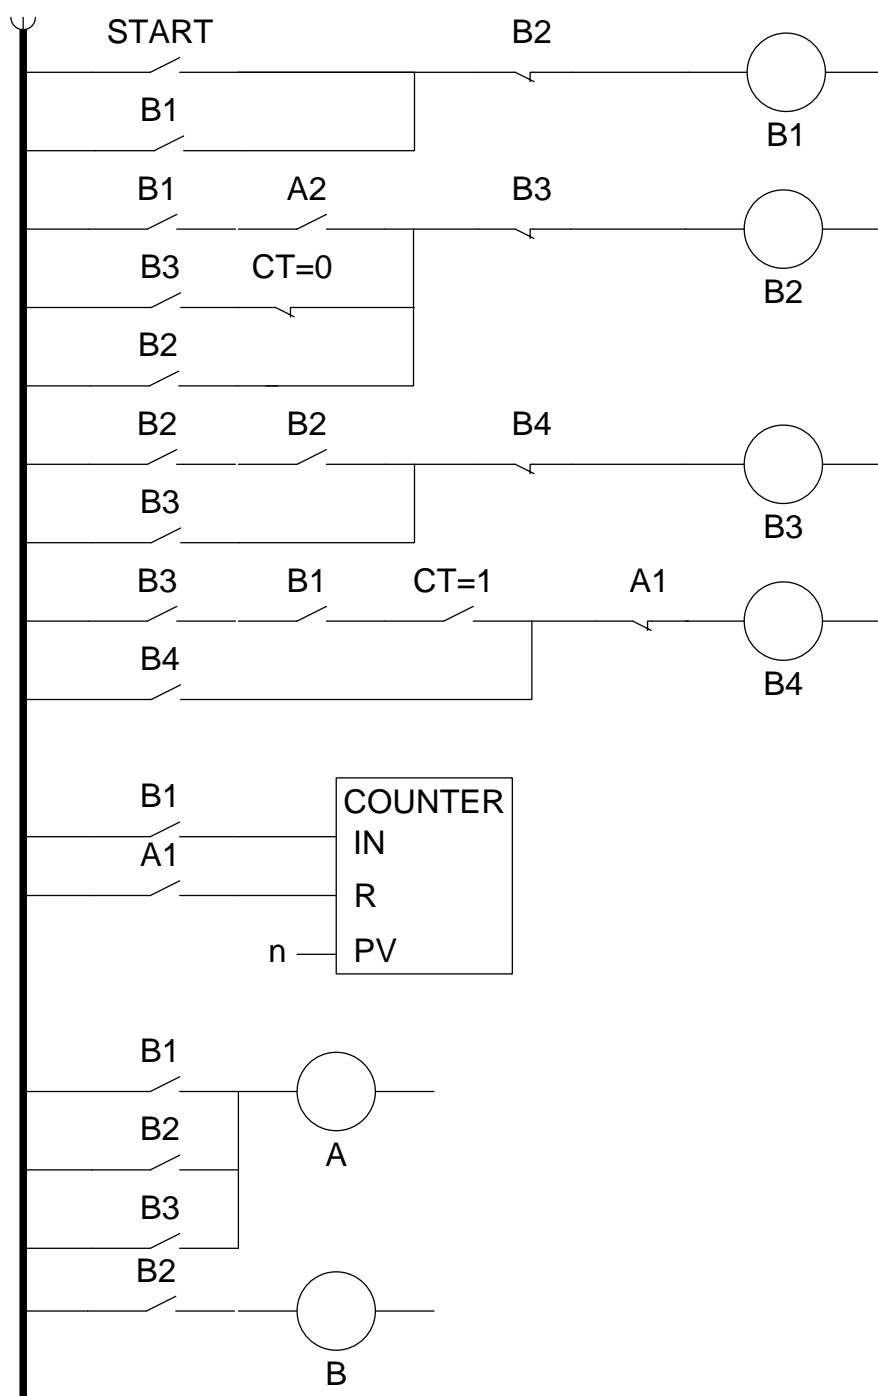 START B2
B1
B1
B1 A2 B3
B2
B3 CT=0
B2
B2 B2 B4
B3
B3
B3 B1 CT=1 A1
B4
B4
B1
COUNTER
IN
A1
R
n PV
B1
A
B2
B3
B2
B